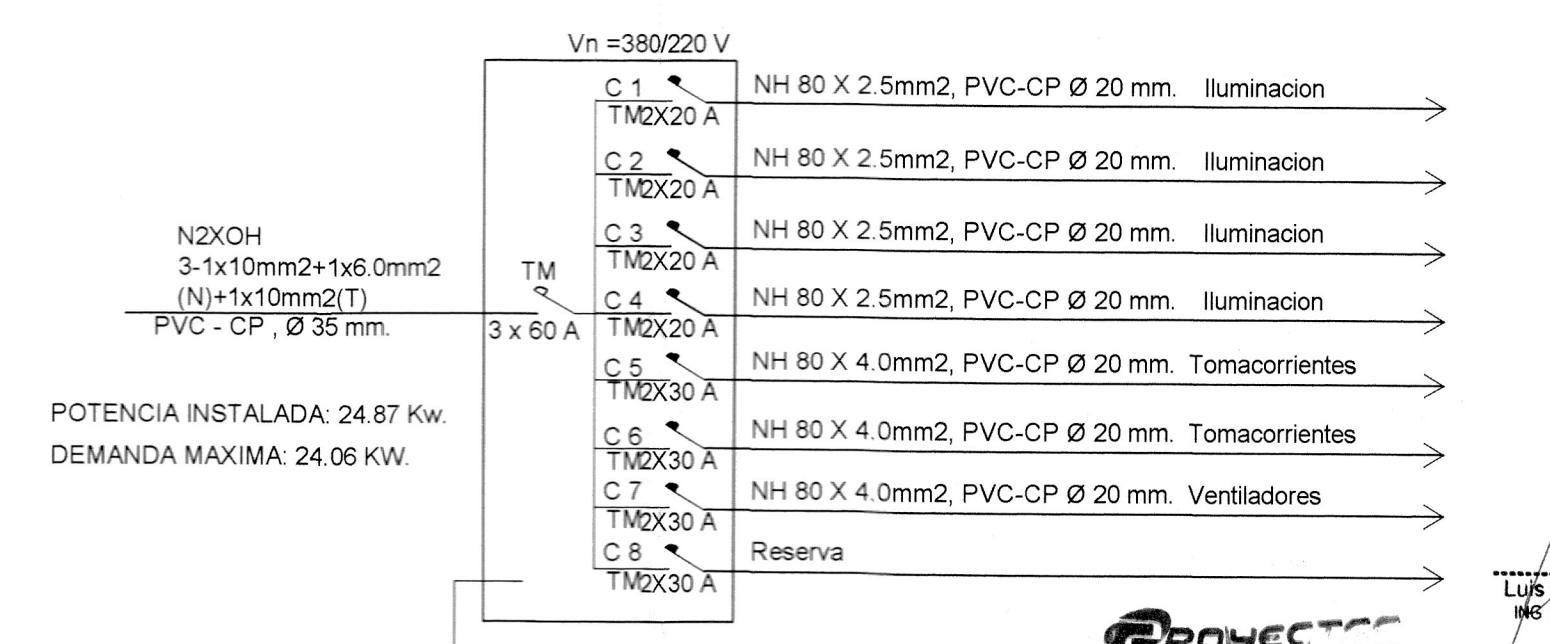 Vn =380/220 V
C 1 NH 80 X 2.5mm2, PVC-CP Ø 20 mm. Iluminacion
TM2X20 A
C 2 NH 80 X 2.5mm2, PVC-CP Ø 20 mm. Iluminacion
TM2X20 A
C 3 NH 80 X 2.5mm2, PVC-CP Ø 20 mm. Iluminacion
TM2X20 A
N2XOH
3-1x10mm2+1x6.0mm2
(N)+1x10mm2(T)
PVC - CP , Ø 35 mm.
TM
3 x 60 A
C 4 NH 80 X 2.5mm2, PVC-CP Ø 20 mm. Iluminacion
TM2X20 A
C 5 NH 80 X 4.0mm2, PVC-CP Ø 20 mm. Tomacorrientes
TM2X30 A
C 6 NH 80 X 4.0mm2, PVC-CP Ø 20 mm. Tomacorrientes
TM2X30 A
C 7 NH 80 X 4.0mm2, PVC-CP Ø 20 mm. Ventiladores
TM2X30 A
C 8 Reserva
TM2X30 A
POTENCIA INSTALADA: 24.87 Kw.
DEMANDA MAXIMA: 24.06 KW.
Luis
ING